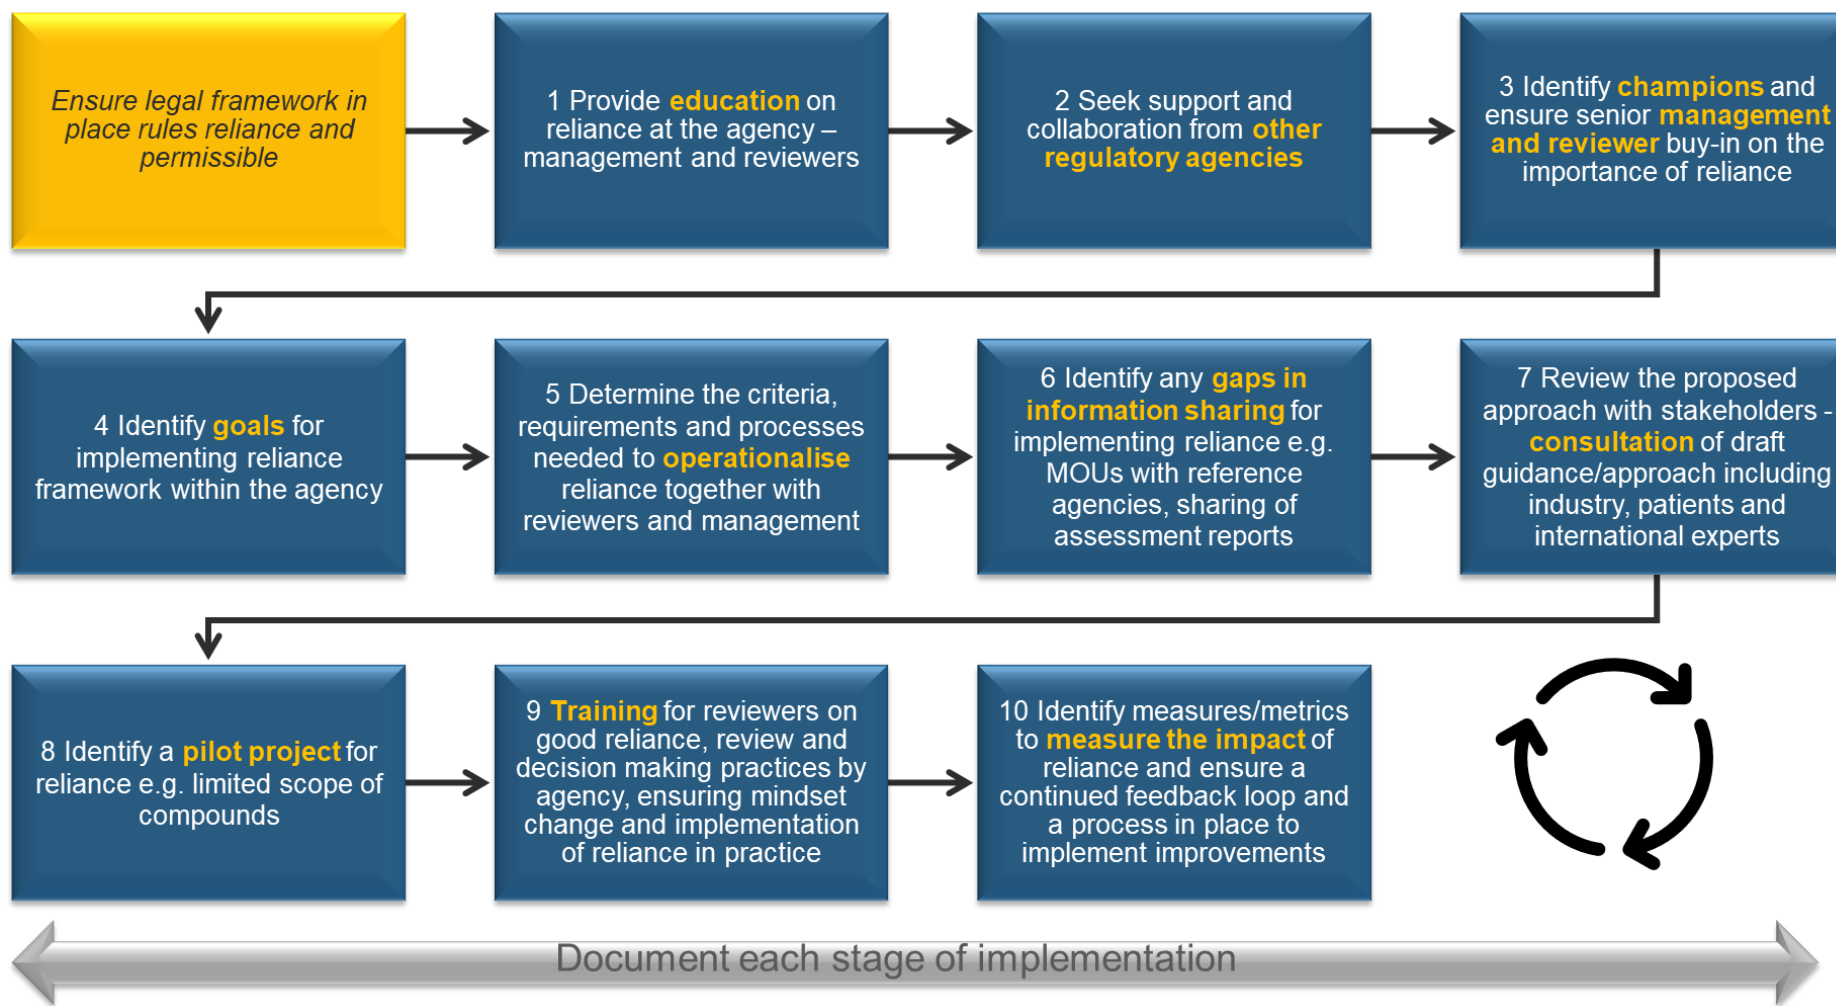 Ensure legal framework in
place rules reliance and
permissible
1 Provide education on
reliance at the agency –
management and reviewers
2 Seek support and
collaboration from other
regulatory agencies
3 Identify champions and
ensure senior management
and reviewer buy-in on the
importance of reliance
4 Identify goals for
implementing reliance
framework within the agency
5 Determine the criteria,
requirements and processes
needed to operationalise
reliance together with
reviewers and management
6 Identify any gaps in
information sharing for
implementing reliance e.g.
MOUs with reference
agencies, sharing of
assessment reports
7 Review the proposed
approach with stakeholders -
consultation of draft
guidance/approach including
industry, patients and
international experts
8 Identify a pilot project for
reliance e.g. limited scope of
compounds
9 Training for reviewers on
good reliance, review and
decision making practices by
agency, ensuring mindset
change and implementation
of reliance in practice
10 Identify measures/metrics
to measure the impact of
reliance and ensure a
continued feedback loop and
a process in place to
implement improvements
Document each stage of implementation